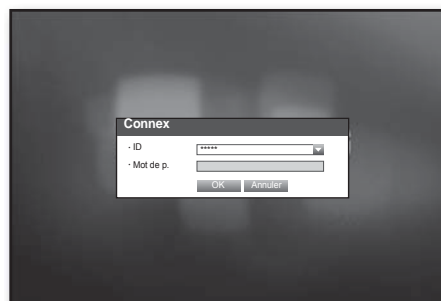 Connex
· ID *****
· Mot de p.
OK Annuler